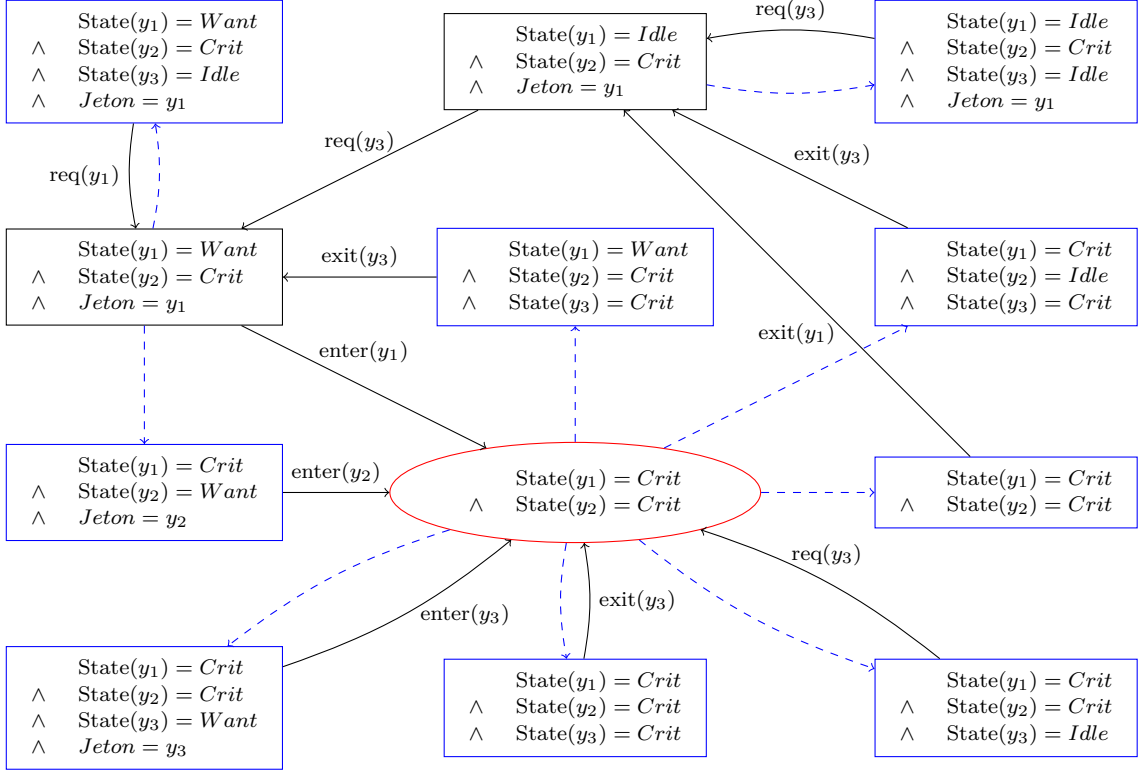 State(y₁) = Want
∧ State(y₂) = Crit
∧ State(y₃) = Idle
∧ Jeton = y₁
State(y₁) = Idle
∧ State(y₂) = Crit
∧ Jeton = y₁
req(y₃)
State(y₁) = Idle
∧ State(y₂) = Crit
∧ State(y₃) = Idle
∧ Jeton = y₁
req(y₁)
req(y₃)
exit(y₃)
State(y₁) = Want
∧ State(y₂) = Crit
∧ Jeton = y₁
exit(y₃)
State(y₁) = Want
∧ State(y₂) = Crit
∧ State(y₃) = Crit
State(y₁) = Crit
∧ State(y₂) = Idle
∧ State(y₃) = Crit
enter(y₁)
exit(y₁)
State(y₁) = Crit
∧ State(y₂) = Want
∧ Jeton = y₂
enter(y₂)
State(y₁) = Crit
∧ State(y₂) = Crit
State(y₁) = Crit
∧ State(y₂) = Crit
enter(y₃)
exit(y₃)
req(y₃)
State(y₁) = Crit
∧ State(y₂) = Crit
∧ State(y₃) = Want
∧ Jeton = y₃
State(y₁) = Crit
∧ State(y₂) = Crit
∧ State(y₃) = Crit
State(y₁) = Crit
∧ State(y₂) = Crit
∧ State(y₃) = Idle